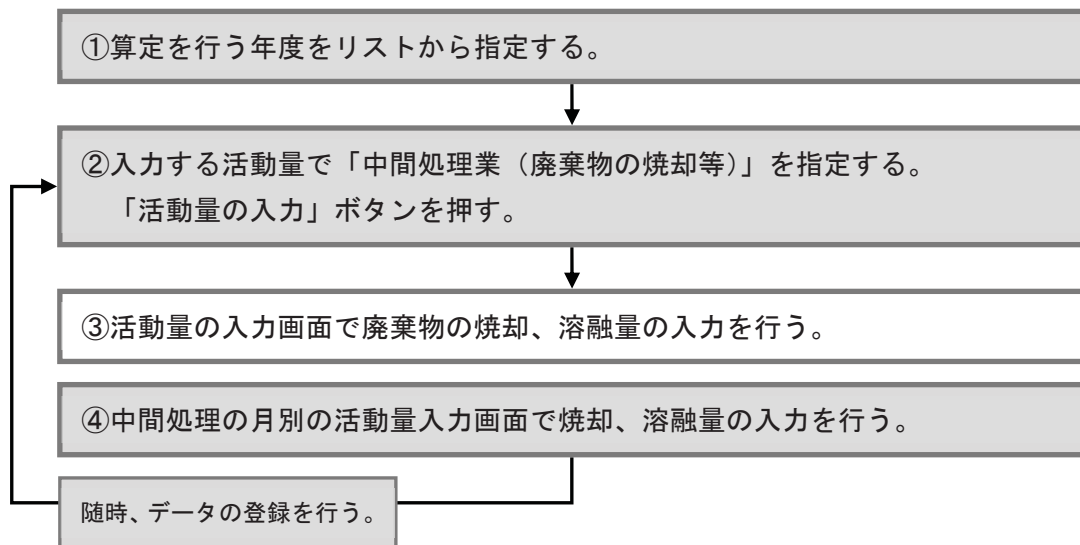 ①算定を行う年度をリストから指定する。
②入力する活動量で「中間処理業（廃棄物の焼却等）」を指定する。
「活動量の入力」ボタンを押す。
③活動量の入力画面で廃棄物の焼却、溶融量の入力を行う。
④中間処理の月別の活動量入力画面で焼却、溶融量の入力を行う。
随時、データの登録を行う。